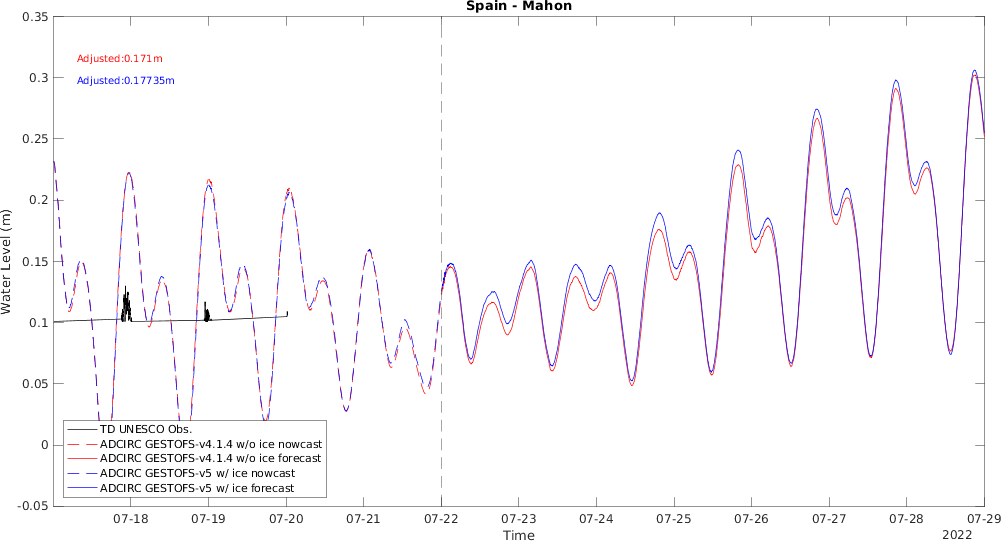 Spain - Mahon
0.35
0.3
0.25
0.2
0.15
0.1
0.05
0
-0.05
Water Level (m)
Adjusted:0.171m
Adjusted:0.17735m
TD UNESCO Obs.
ADCIRC GESTOFS-v4.1.4 w/o ice nowcast
ADCIRC GESTOFS-v4.1.4 w/o ice forecast
ADCIRC GESTOFS-v5 w/ ice nowcast
ADCIRC GESTOFS-v5 w/ ice forecast
07-18 07-19 07-20 07-21 07-22 07-23 07-24 07-25 07-26 07-27 07-28 07-29
Time
2022